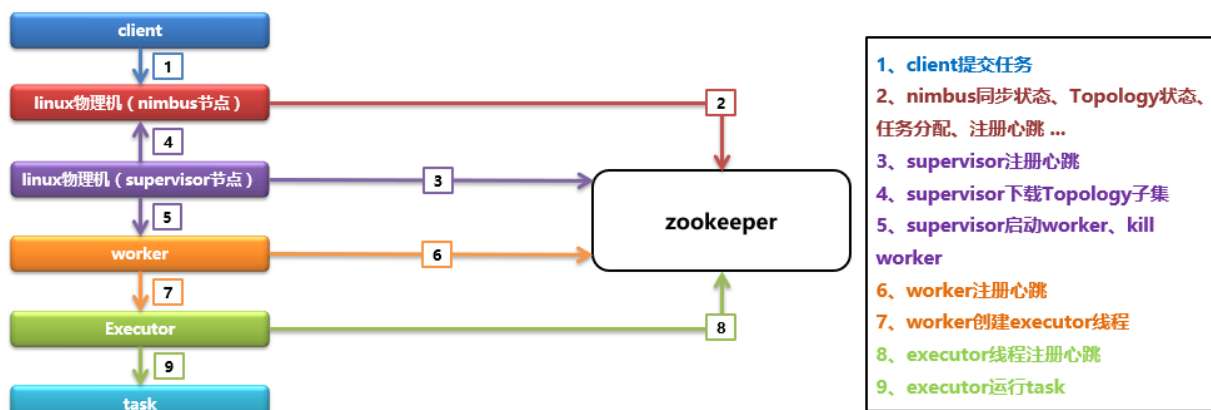 client
1
linux物理机（nimbus节点）
2
4
linux物理机（supervisor节点）
3
5
zookeeper
worker
6
7
Executor
8
9
task
1、client提交任务
2、nimbus同步状态、Topology状态、
任务分配、注册心跳 ...
3、supervisor注册心跳
4、supervisor下载Topology子集
5、supervisor启动worker、kill
worker
6、worker注册心跳
7、worker创建executor线程
8、executor线程注册心跳
9、executor运行task